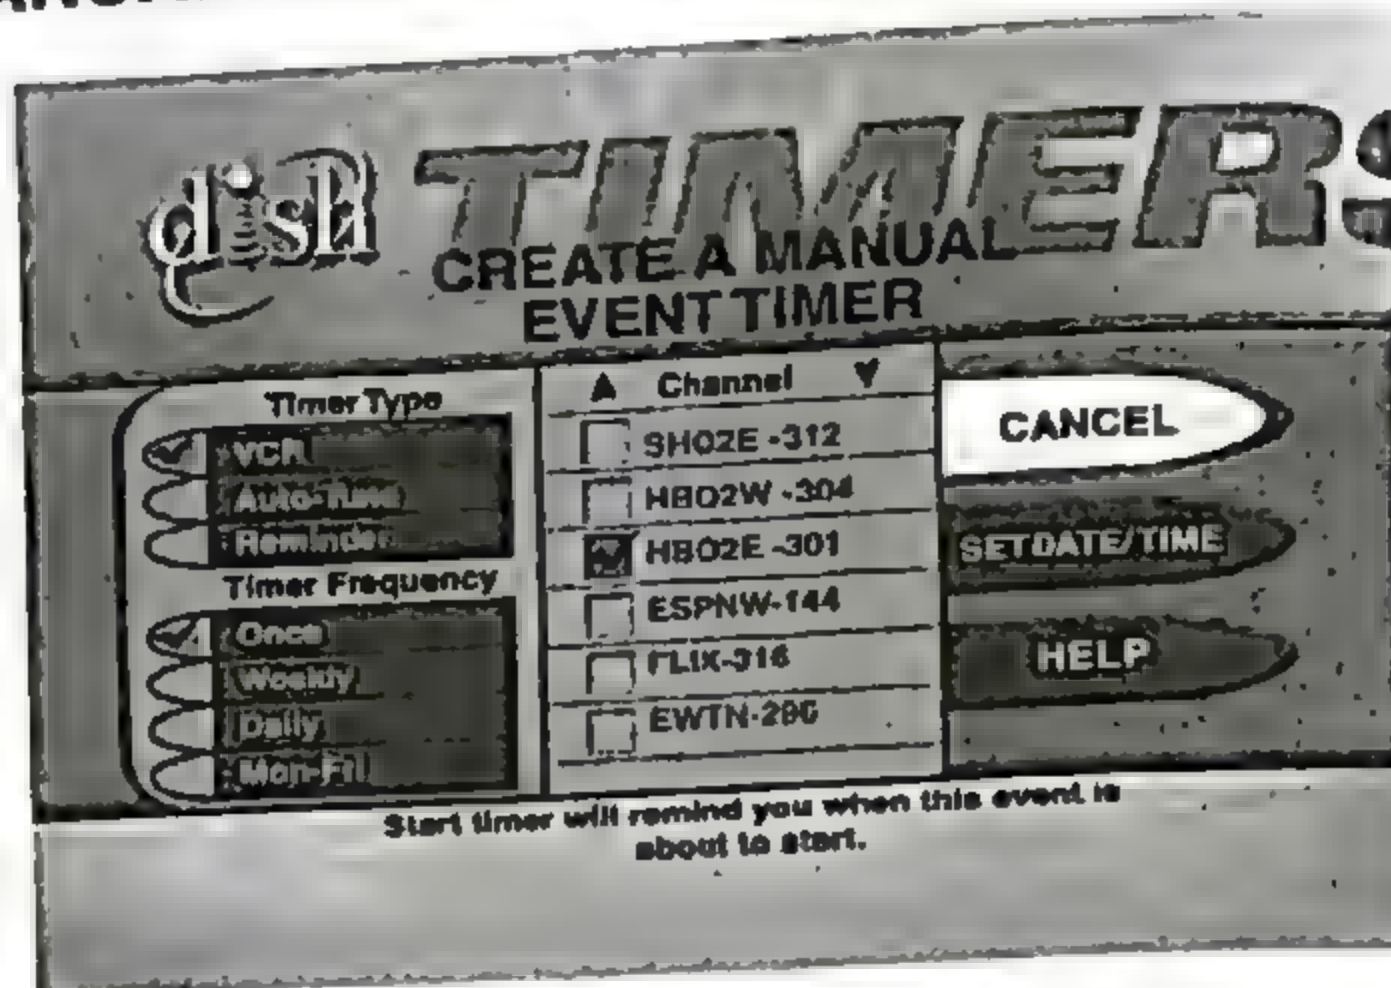 dish TIMERS
CREATE A MANUAL
EVENT TIMER
Timer Type
VCR
Auto-Tune
Reminder
Timer Frequency
Once
Weekly
Daily
Mon-Fri
Channel
SHO2E -312
HBO2W -304
HBO2E -301
ESPNW-144
FLIX-316
EWTN-
CANCEL
SET DATE/TIME
HELP
Start timer will remind you when this event is
about to start.